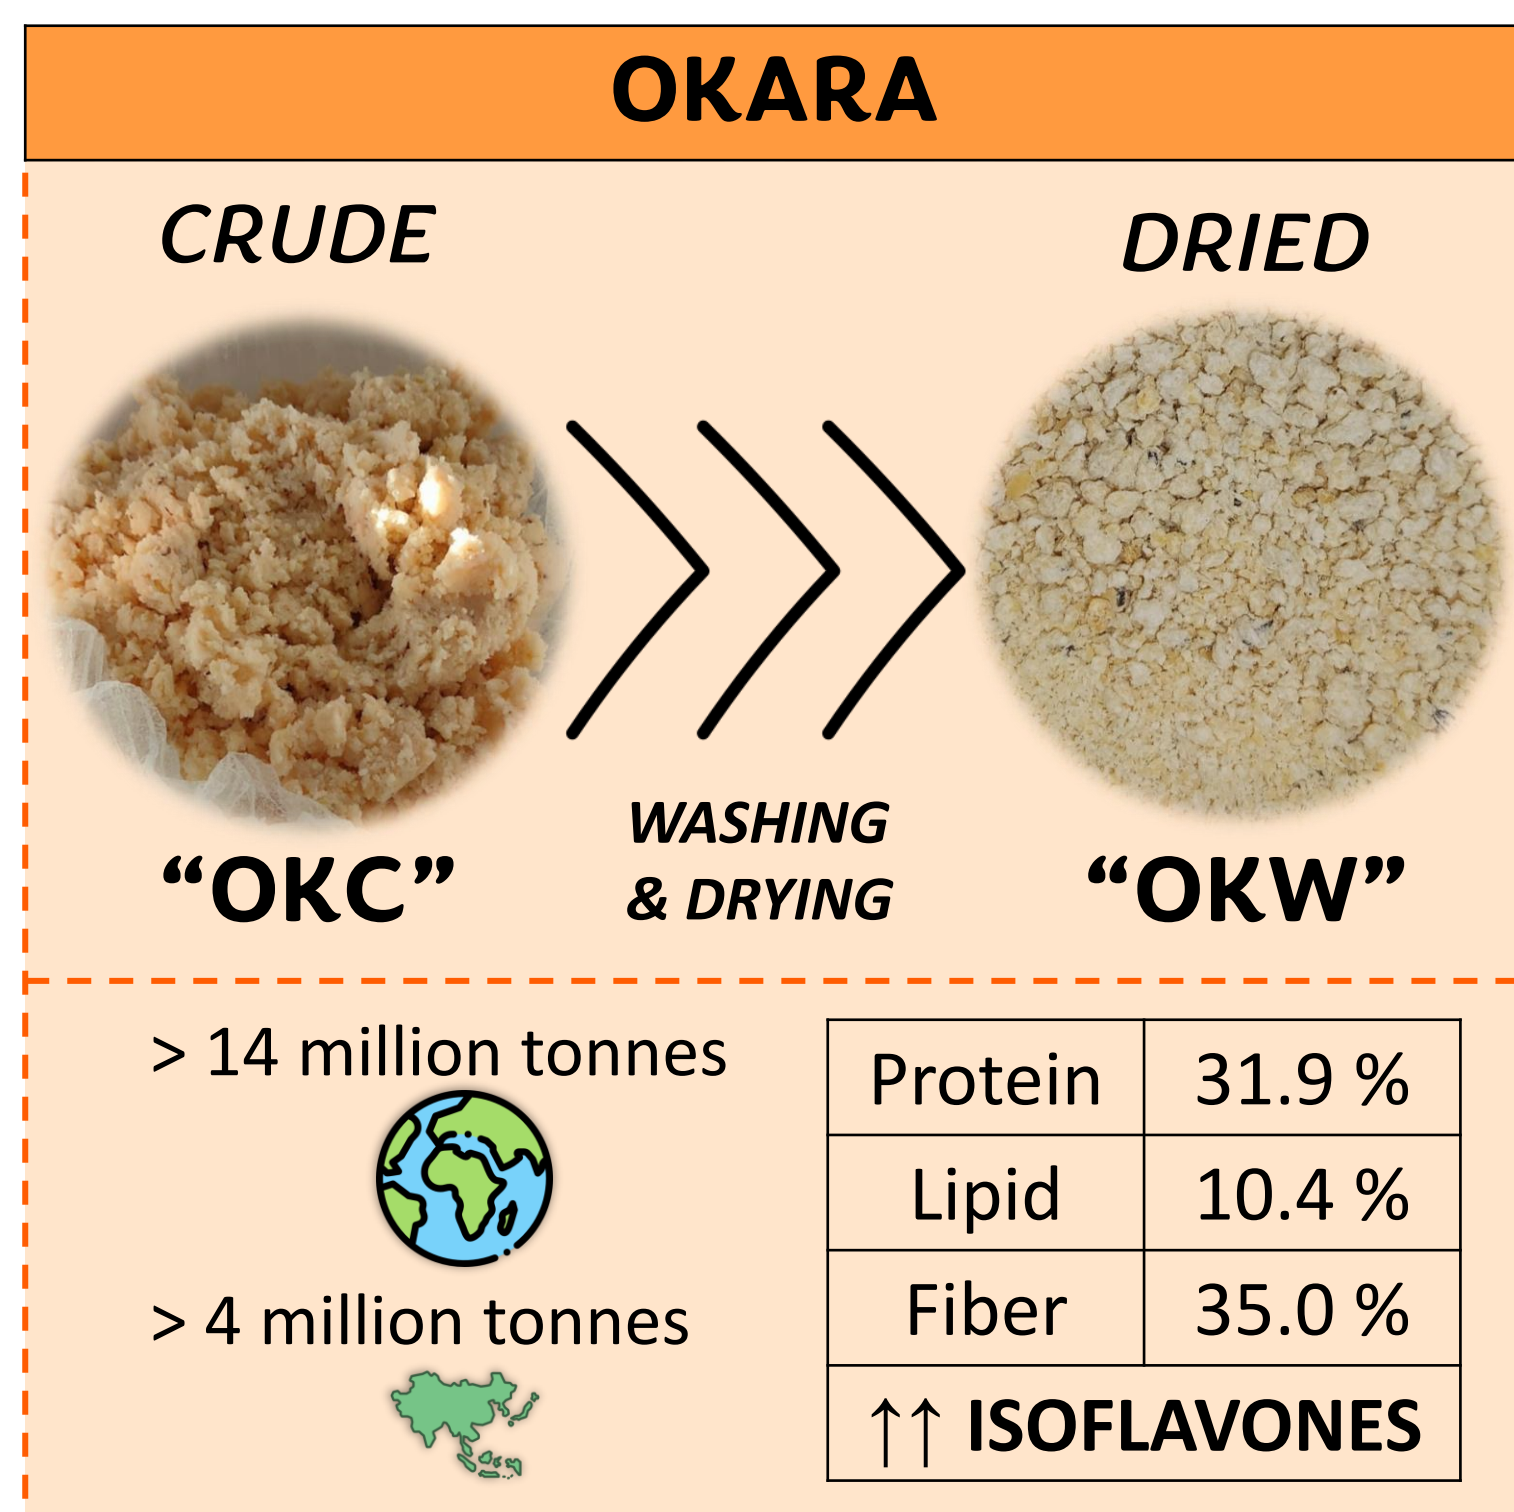 OKARA
CRUDE
DRIED
“OKC”
WASHING
& DRYING
“OKW”
> 14 million tonnes
> 4 million tonnes
Protein 31.9 %
Lipid 10.4 %
Fiber 35.0 %
↑↑ ISOFLAVONES